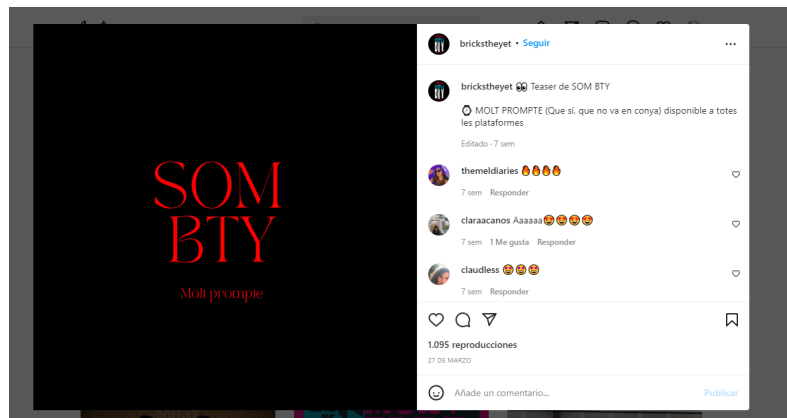 SOM
BTY
Molt prompte
BTY
brickstheyet • Seguir
BTY
brickstheyet 👀 Teaser de SOM BTY
⌚ MOLT PROMPTE (Que sí, que no va en conya) disponible a totes
les plataformes
Editado · 7 sem
themeldiaries 🔥🔥🔥🔥
7 sem Responder
claraacanos Aaaaaa😍😍😍😍
7 sem 1 Me gusta Responder
claudless 😍😍😍
7 sem Responder
1.095 reproducciones
27 DE MARZO
Añade un comentario...
Publicar